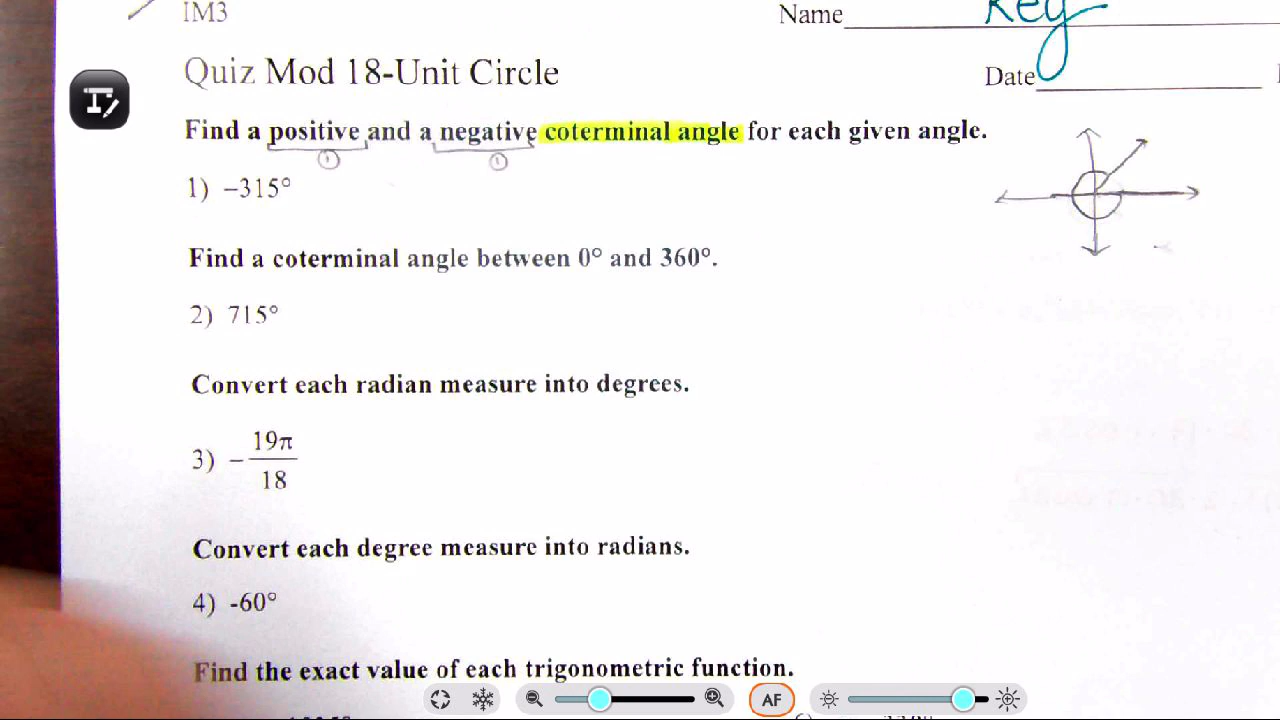 IM3
Name Key
Quiz Mod 18-Unit Circle
Date
Find a positive and a negative coterminal angle for each given angle.
① ①
1) −315°
Find a coterminal angle between 0° and 360°.
2) 715°
Convert each radian measure into degrees.
3) − 19π
18
Convert each degree measure into radians.
4) -60°
Find the exact value of each trigonometric function.
AF